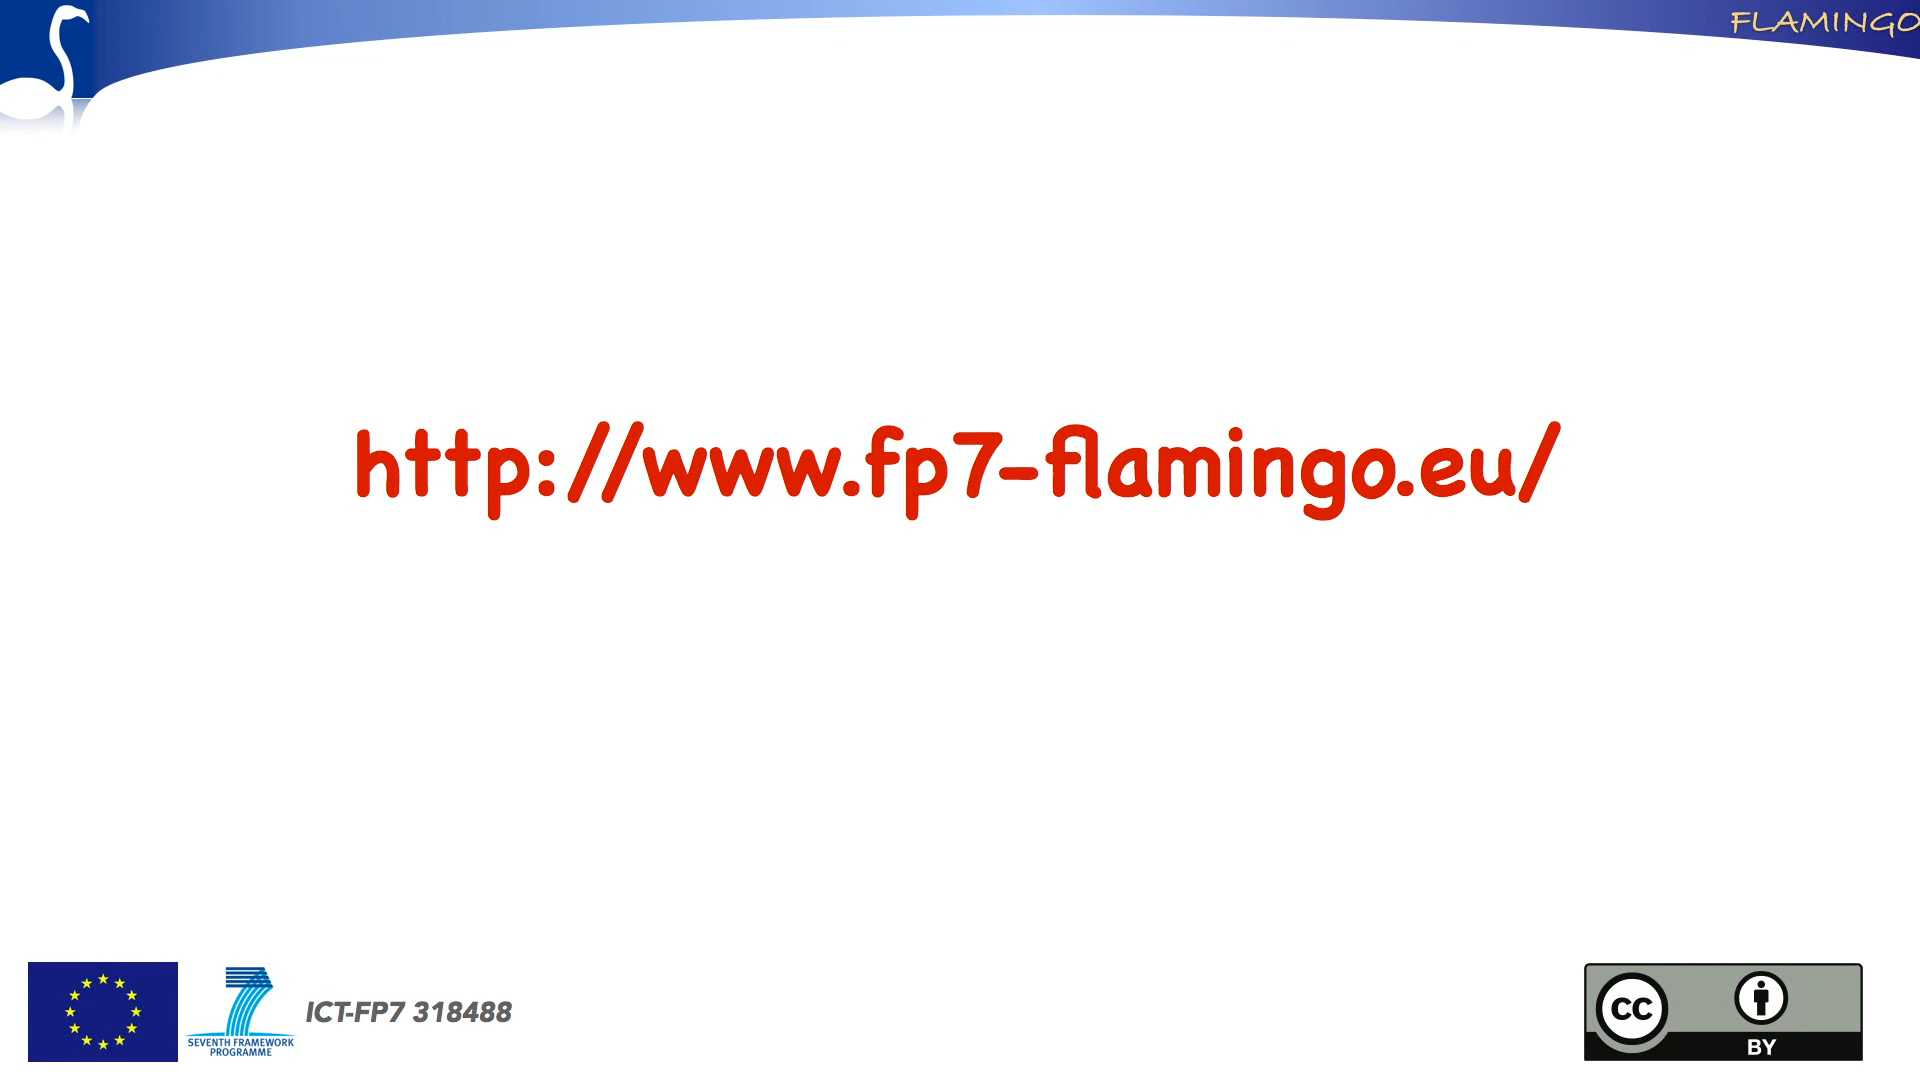 FLAMINGO
http://www.fp7-flamingo.eu/
ICT-FP7 318488
SEVENTH FRAMEWORK
PROGRAMME
CC
BY